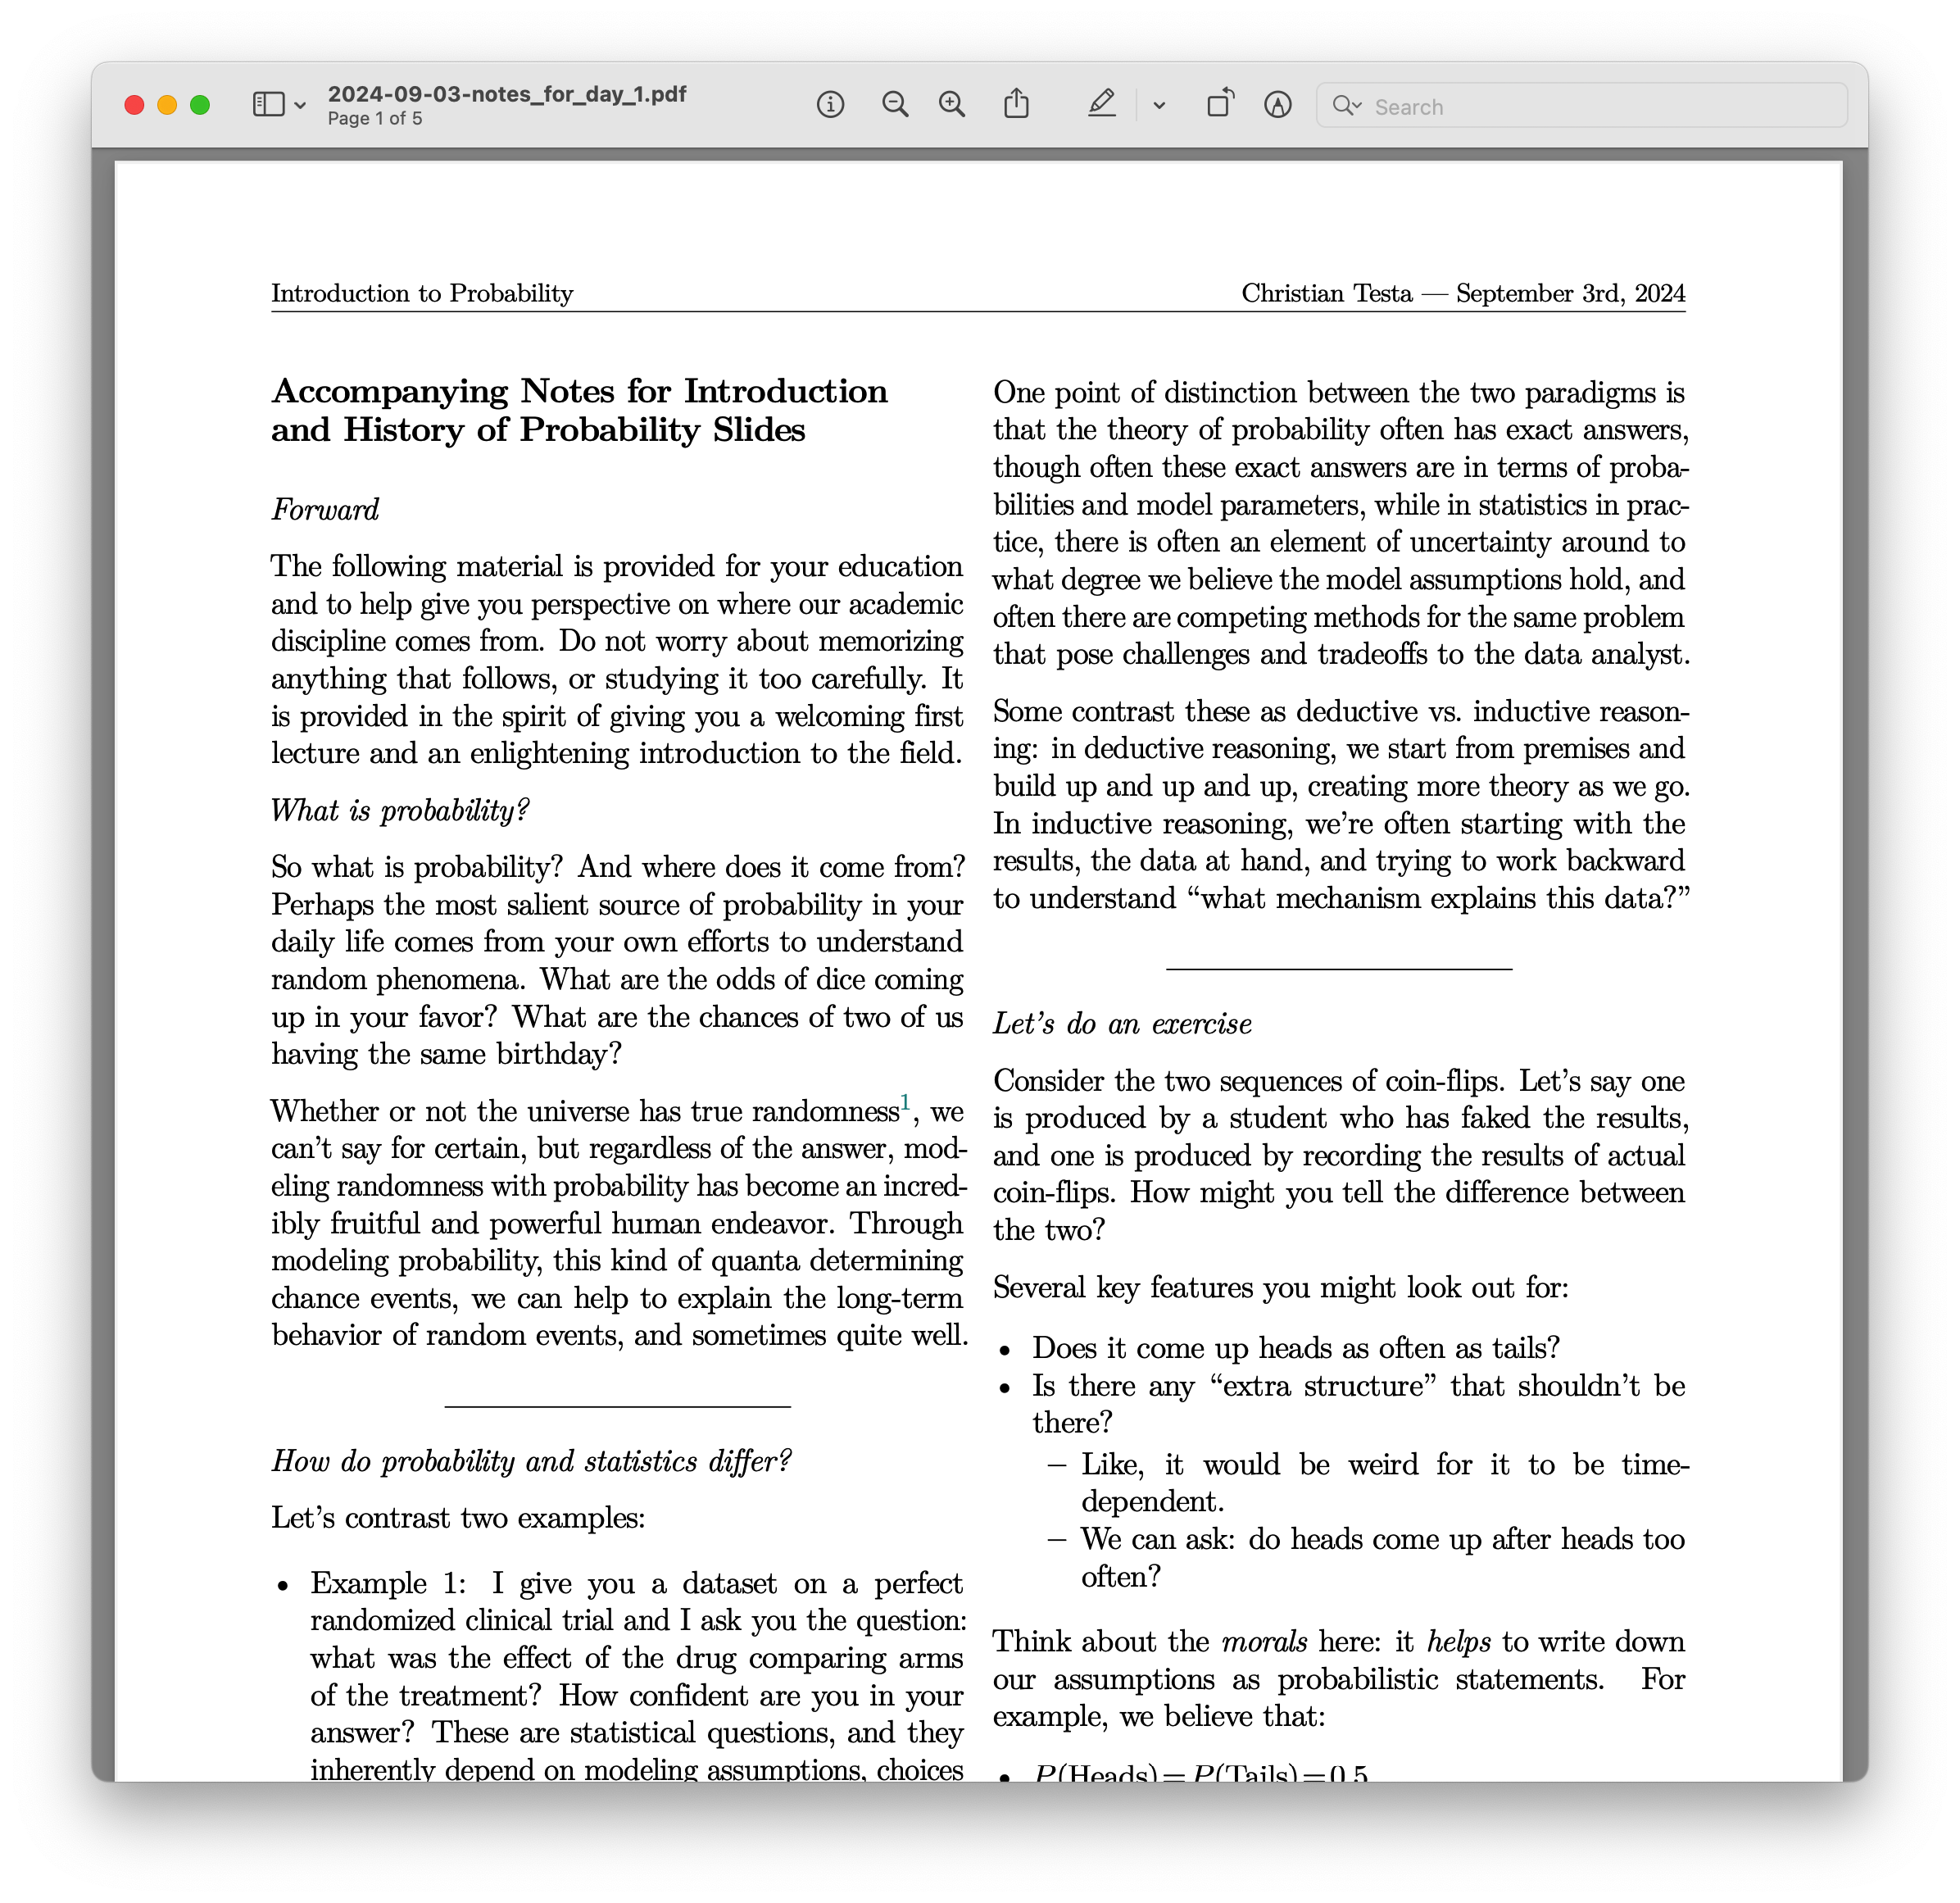 2024-09-03-notes_for_day_1.pdf
Page 1 of 5
Search
Introduction to Probability
Christian Testa — September 3rd, 2024
Accompanying Notes for Introduction
and History of Probability Slides
Forward
The following material is provided for your education
and to help give you perspective on where our academic
discipline comes from. Do not worry about memorizing
anything that follows, or studying it too carefully. It
is provided in the spirit of giving you a welcoming first
lecture and an enlightening introduction to the field.
What is probability?
So what is probability? And where does it come from?
Perhaps the most salient source of probability in your
daily life comes from your own efforts to understand
random phenomena. What are the odds of dice coming
up in your favor? What are the chances of two of us
having the same birthday?
Whether or not the universe has true randomness¹, we
can't say for certain, but regardless of the answer, mod-
eling randomness with probability has become an incred-
ibly fruitful and powerful human endeavor. Through
modeling probability, this kind of quanta determining
chance events, we can help to explain the long-term
behavior of random events, and sometimes quite well.
How do probability and statistics differ?
Let's contrast two examples:
• Example 1: I give you a dataset on a perfect
randomized clinical trial and I ask you the question:
what was the effect of the drug comparing arms
of the treatment? How confident are you in your
answer? These are statistical questions, and they
inherently depend on modeling assumptions, choices
One point of distinction between the two paradigms is
that the theory of probability often has exact answers,
though often these exact answers are in terms of proba-
bilities and model parameters, while in statistics in prac-
tice, there is often an element of uncertainty around to
what degree we believe the model assumptions hold, and
often there are competing methods for the same problem
that pose challenges and tradeoffs to the data analyst.
Some contrast these as deductive vs. inductive reason-
ing: in deductive reasoning, we start from premises and
build up and up and up, creating more theory as we go.
In inductive reasoning, we're often starting with the
results, the data at hand, and trying to work backward
to understand “what mechanism explains this data?”
Let's do an exercise
Consider the two sequences of coin-flips. Let's say one
is produced by a student who has faked the results,
and one is produced by recording the results of actual
coin-flips. How might you tell the difference between
the two?
Several key features you might look out for:
• Does it come up heads as often as tails?
• Is there any “extra structure” that shouldn't be
there?
– Like, it would be weird for it to be time-
dependent.
– We can ask: do heads come up after heads too
often?
Think about the morals here: it helps to write down
our assumptions as probabilistic statements. For
example, we believe that:
• P(Heads)=P(Tails)=0.5